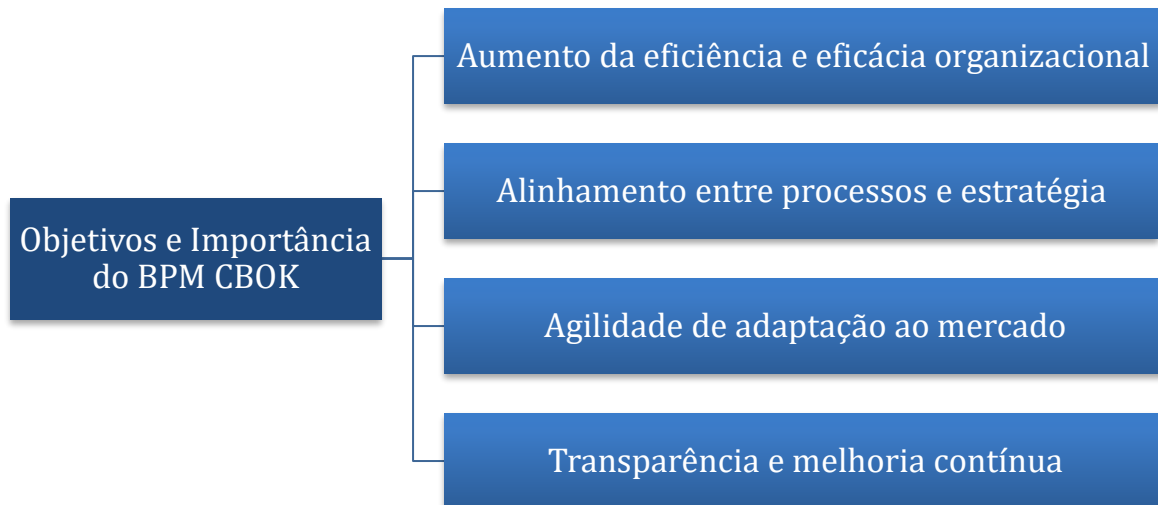 Aumento da eficiência e eficácia organizacional
Alinhamento entre processos e estratégia
Objetivos e Importância
do BPM CBOK
Agilidade de adaptação ao mercado
Transparência e melhoria contínua